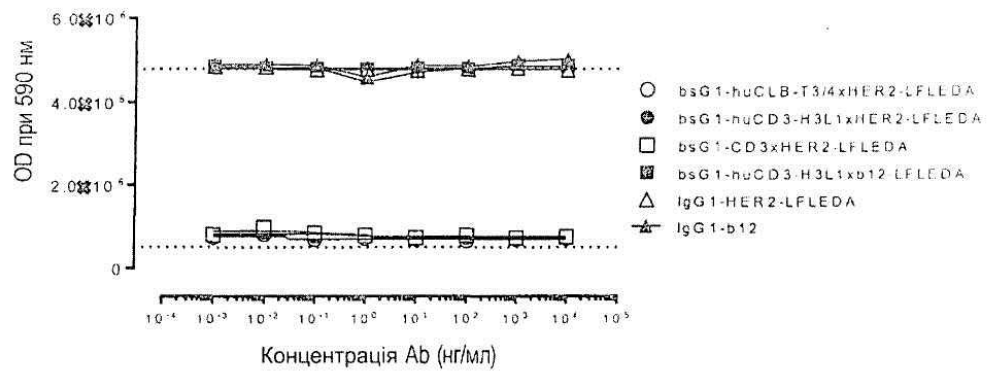 6.0×10⁶
4.0×10⁵
2.0×10⁵
0
OD при 590 нм
10⁻⁴ 10⁻³ 10⁻² 10⁻¹ 10⁰ 10¹ 10² 10³ 10⁴ 10⁵
Концентрація Ab (нг/мл)
bsG1-huCLB-T3/4xHER2-LFLEDA
bsG1-huCD3-H3L1xHER2-LFLEDA
bsG1-CD3xHER2-LFLEDA
bsG1-huCD3-H3L1xb12-LFLEDA
IgG1-HER2-LFLEDA
IgG1-b12